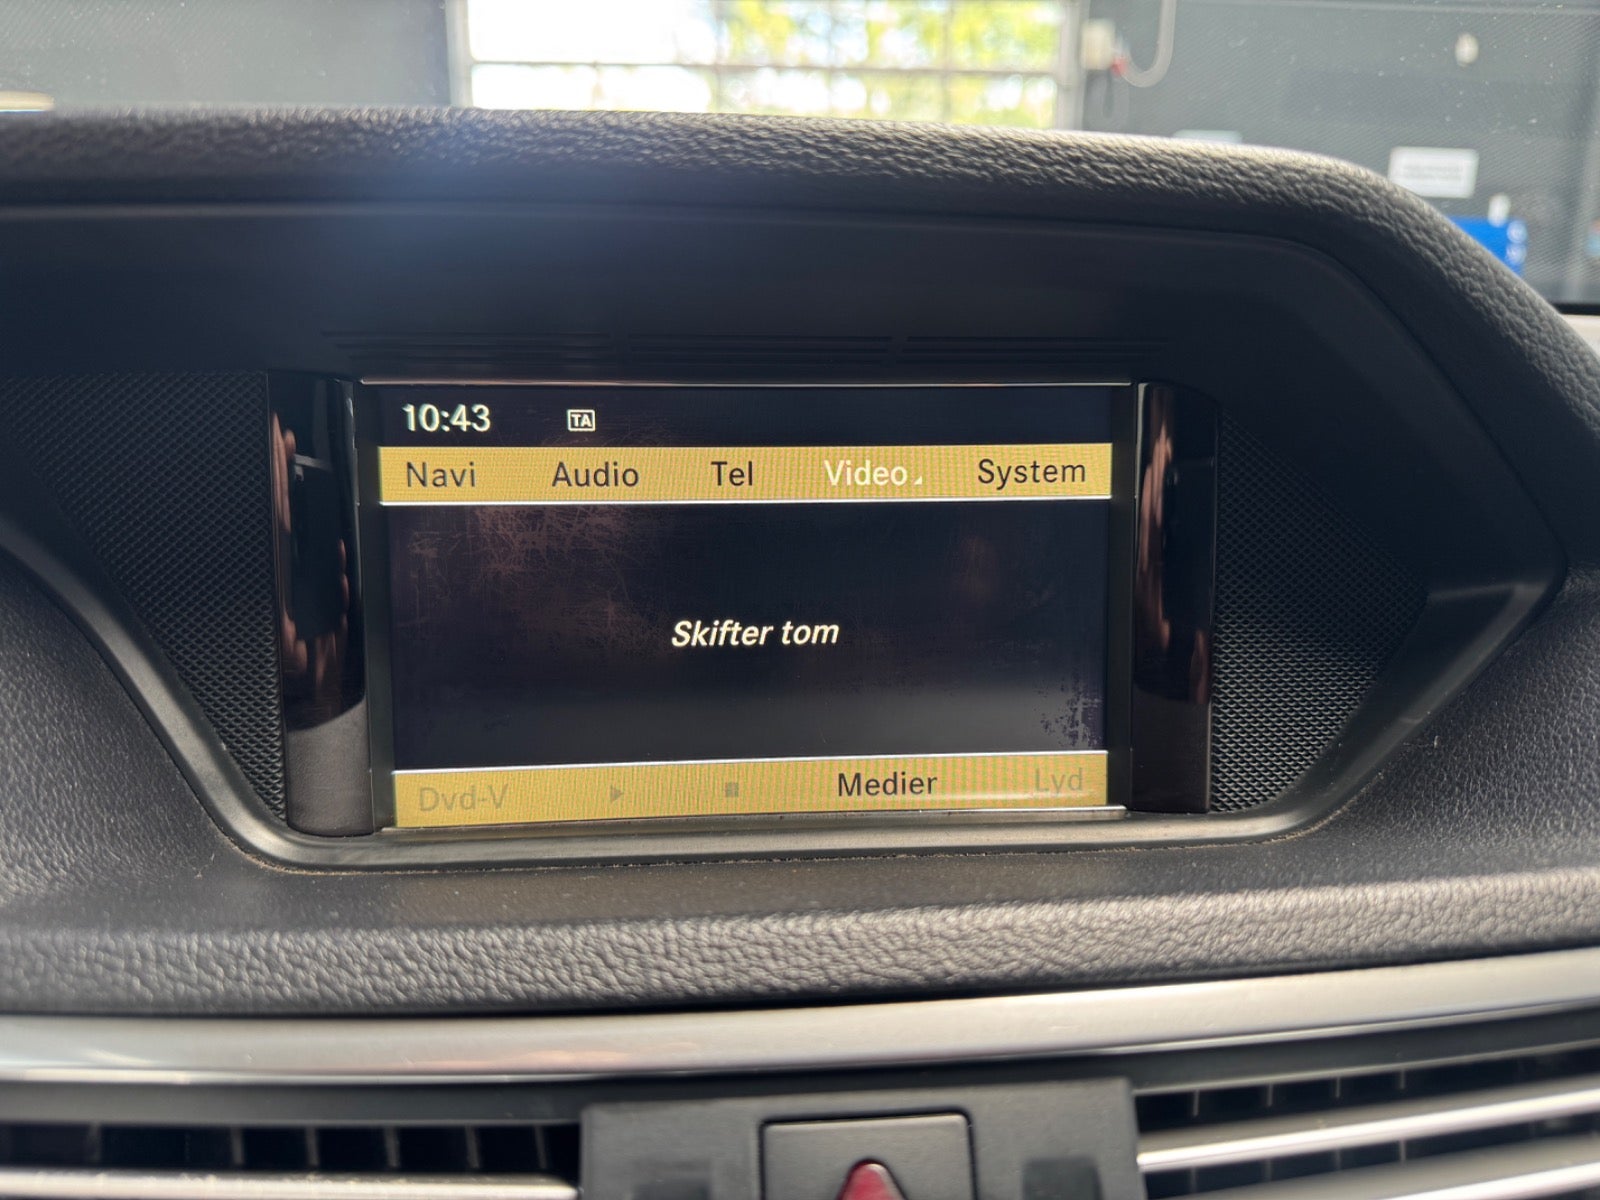 10:43 TA
Navi Audio Tel Video System
Skifter tom
Dvd-V Medier Lyd